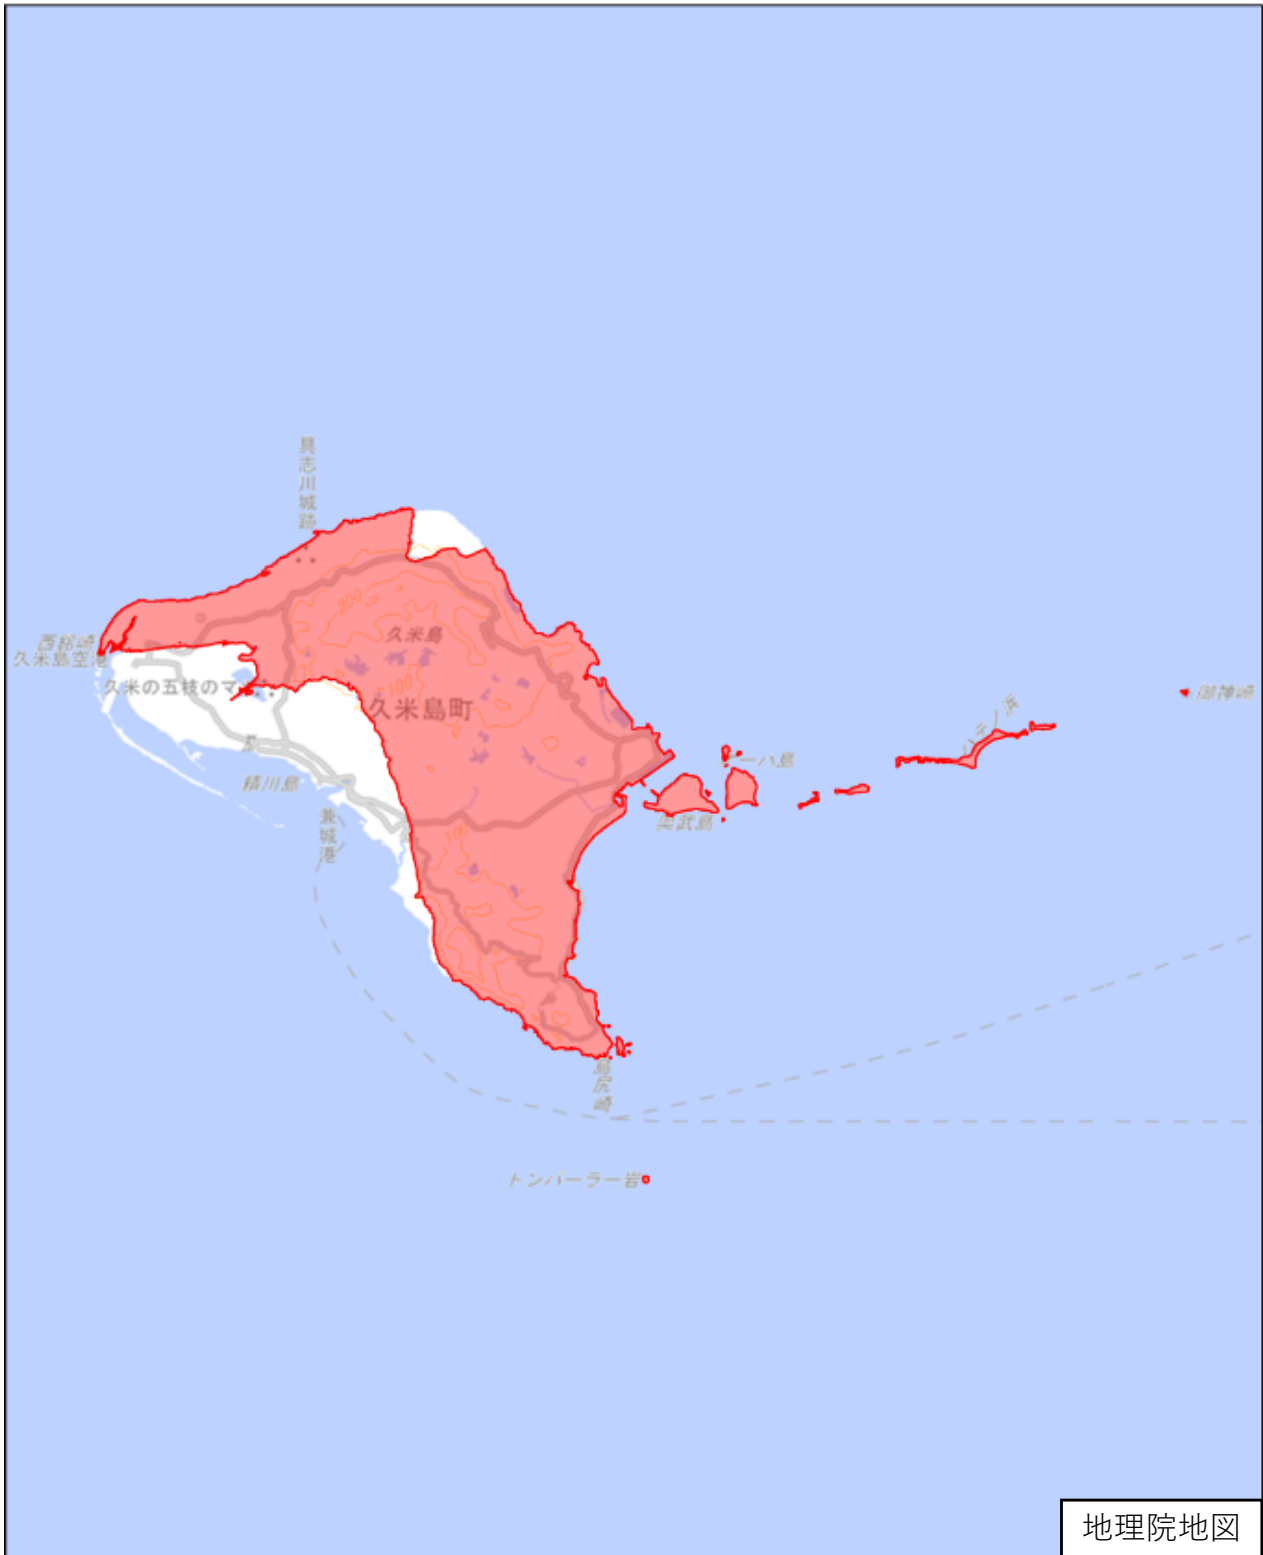 具志川城跡
西銘崎
久米島空港
久米島
久米の五枝のマツ
久米島町
200
100
100
御神崎
ハテノ浜
オーハ島
奥武島
積川島
兼城港
島尻崎
トンバーラー岩
地理院地図